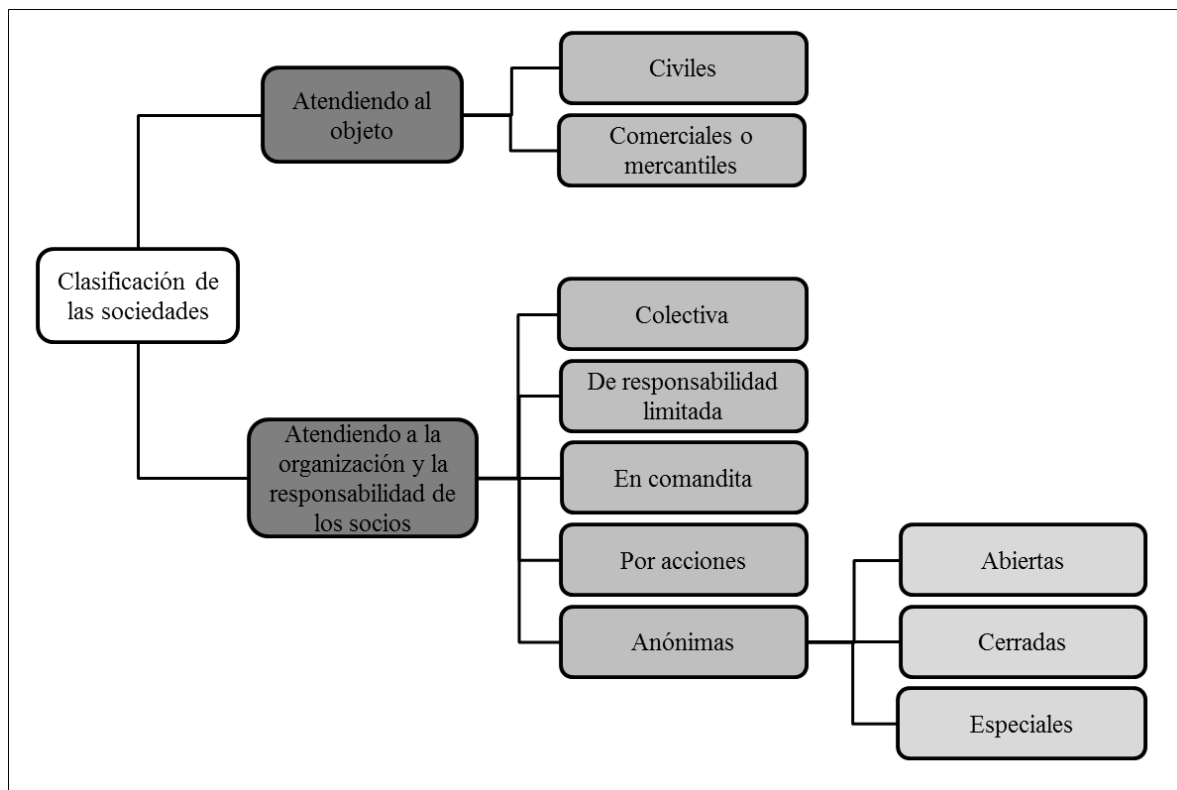 Clasificación de
las sociedades
Atendiendo al
objeto
Civiles
Comerciales o
mercantiles
Atendiendo a la
organización y la
responsabilidad de
los socios
Colectiva
De responsabilidad
limitada
En comandita
Por acciones
Anónimas
Abiertas
Cerradas
Especiales